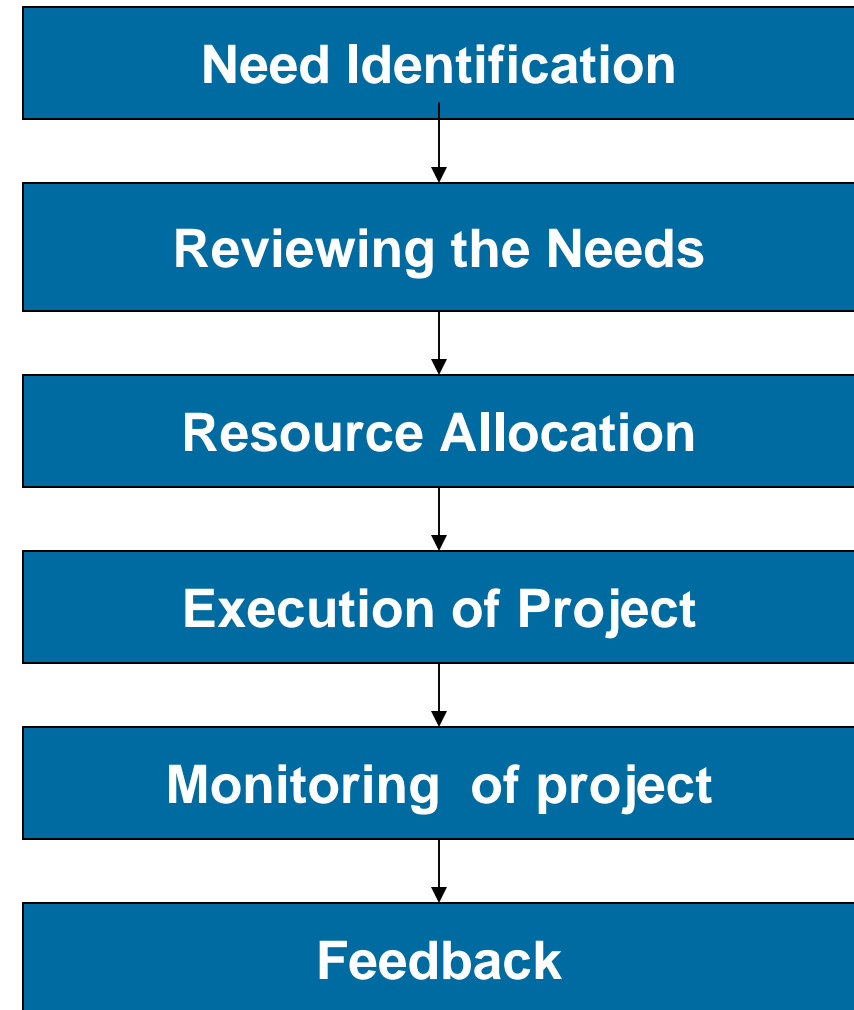 Need Identification
Reviewing the Needs
Resource Allocation
Execution of Project
Monitoring  of project
Feedback